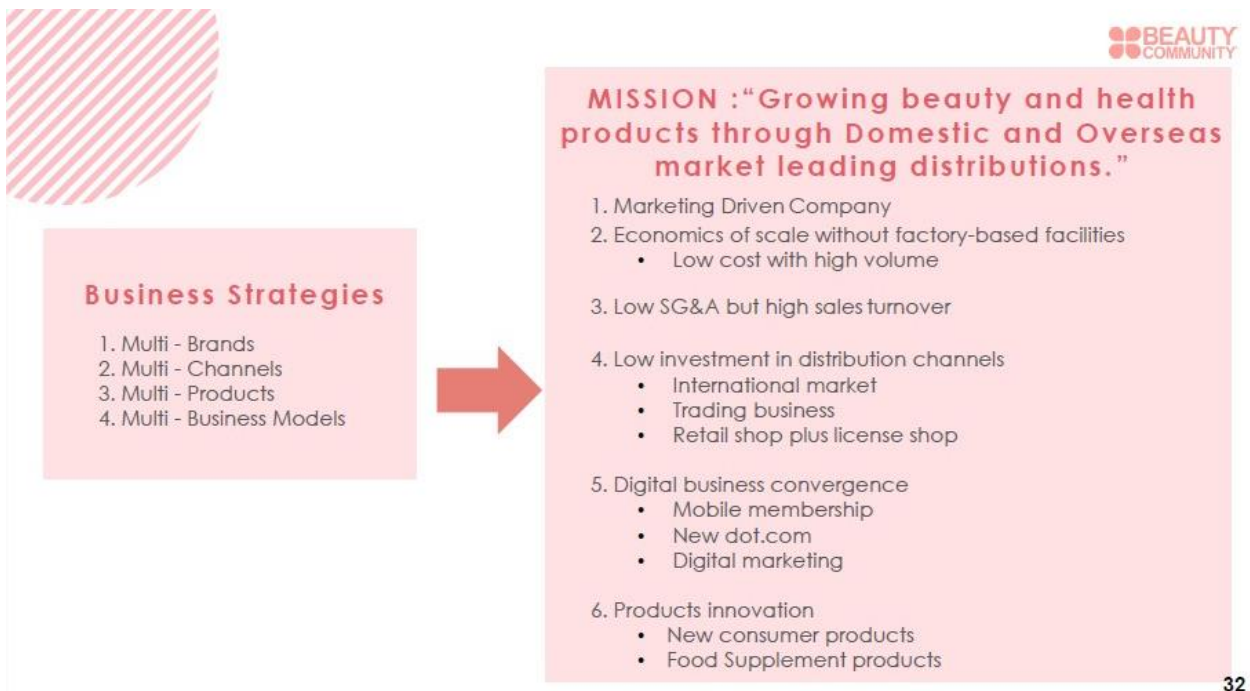 BEAUTY
COMMUNITY
Business Strategies
1. Multi - Brands
2. Multi - Channels
3. Multi - Products
4. Multi - Business Models
MISSION :“Growing beauty and health
products through Domestic and Overseas
market leading distributions.”
1. Marketing Driven Company
2. Economics of scale without factory-based facilities
• Low cost with high volume
3. Low SG&A but high sales turnover
4. Low investment in distribution channels
• International market
• Trading business
• Retail shop plus license shop
5. Digital business convergence
• Mobile membership
• New dot.com
• Digital marketing
6. Products innovation
• New consumer products
• Food Supplement products
32